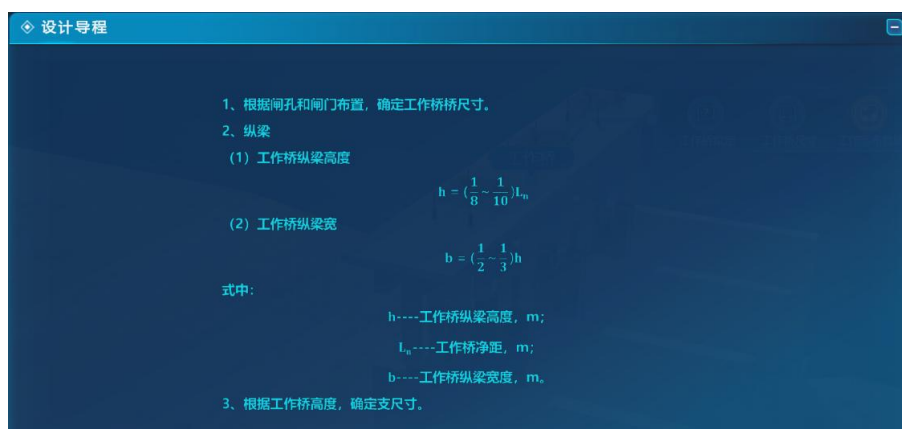 设计导程
1、根据闸孔和闸门布置，确定工作桥桥尺寸。
2、纵梁
（1）工作桥纵梁高度
h = (1/8 ~ 1/10)Lₙ
（2）工作桥纵梁宽
b = (1/2 ~ 1/3)h
式中：
h----工作桥纵梁高度，m；
Lₙ----工作桥净距，m；
b----工作桥纵梁宽度，m。
3、根据工作桥高度，确定支尺寸。